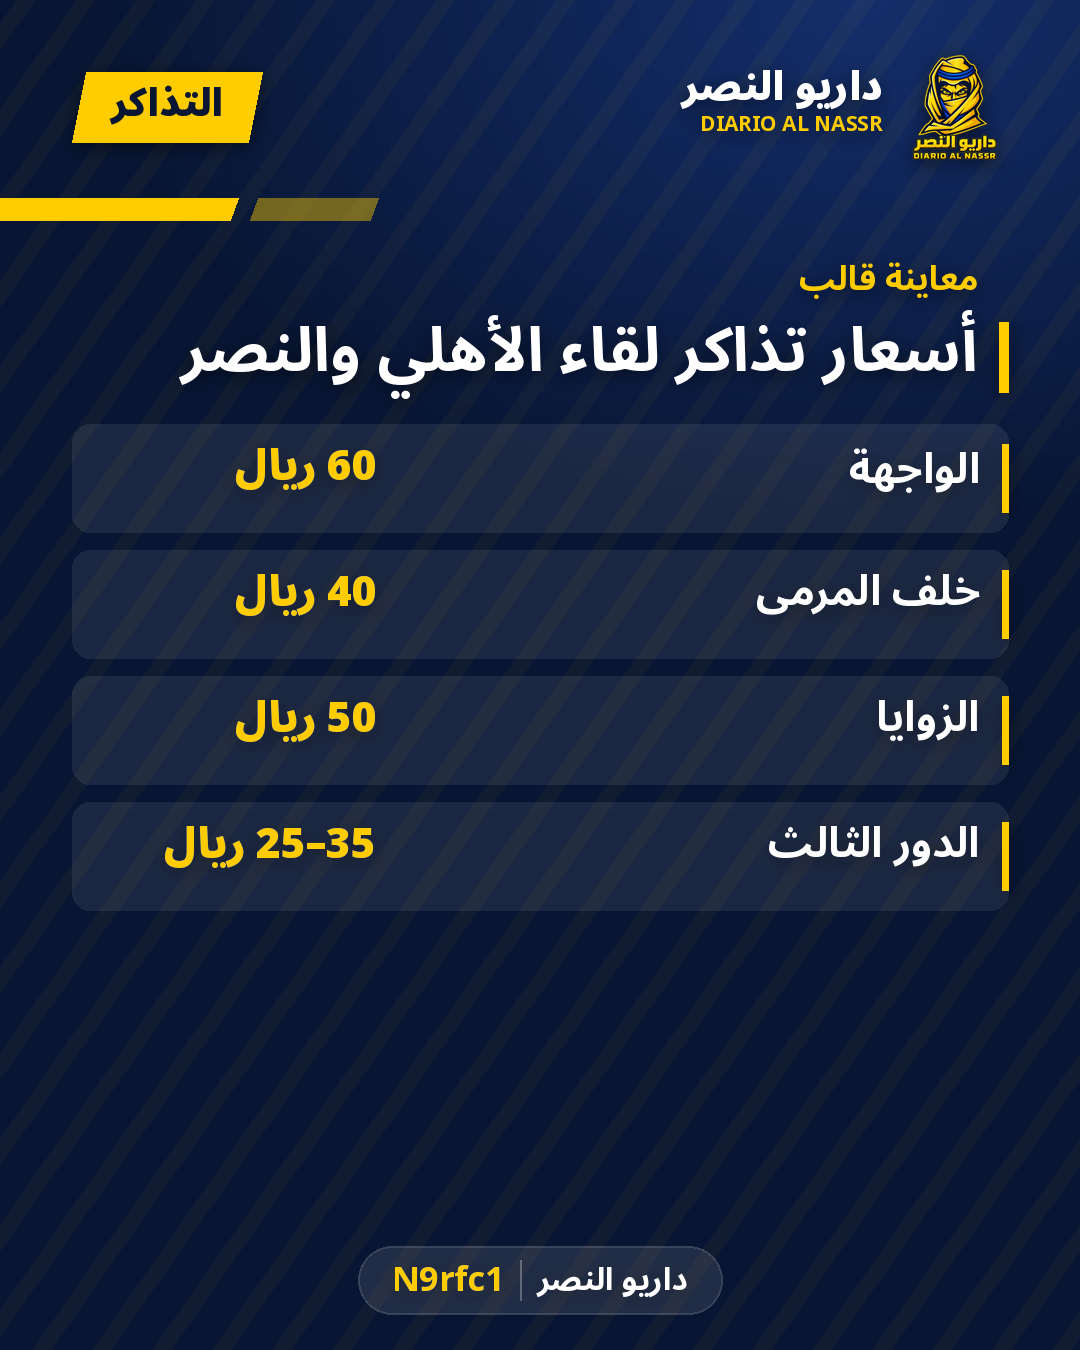 داريو النصر
DIARIO AL NASSR
داريو النصر
DIARIO AL NASSR
التذاكر
معاينة قالب
أسعار تذاكر لقاء الأهلي والنصر
الواجهة 60 ريال
خلف المرمى 40 ريال
الزوايا 50 ريال
الدور الثالث 25–35 ريال
داريو النصر N9rfc1